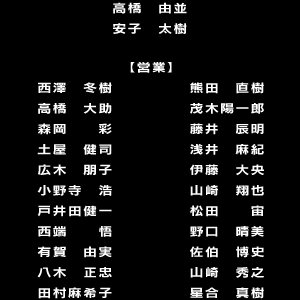 高橋　由並
安子　太樹
【営業】
西澤　冬樹　熊田　直樹
高橋　大助　茂木陽一郎
森岡　彩　藤井　辰明
土屋　健司　浅井　麻紀
広木　朋子　伊藤　大央
小野寺　浩　山崎　翔也
戸井田健一　松田　宙
西端　悟　野口　晴美
有賀　由実　佐伯　博史
八木　正忠　山崎　秀之
田村麻希子　星合　真樹